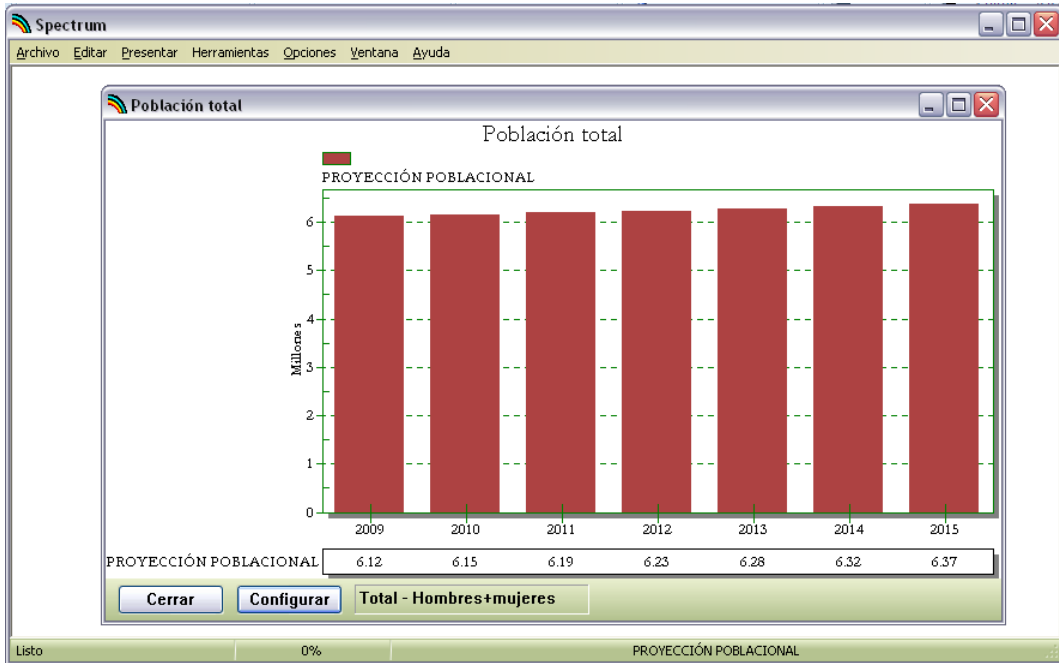 Spectrum
Archivo Editar Presentar Herramientas Opciones Ventana Ayuda
Población total
Población total
PROYECCIÓN POBLACIONAL
Millones
6
5
4
3
2
1
0
2009 2010 2011 2012 2013 2014 2015
PROYECCIÓN POBLACIONAL 6.12 6.15 6.19 6.23 6.28 6.32 6.37
Cerrar Configurar Total - Hombres+mujeres
Listo 0% PROYECCIÓN POBLACIONAL